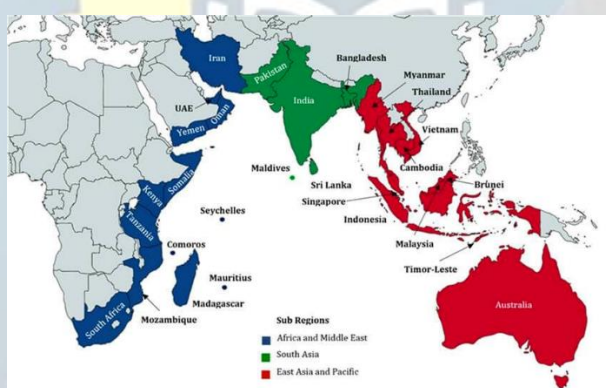 Iran
Pakistan
Bangladesh
Myanmar
Thailand
India
UAE
Oman
Yemen
Vietnam
Cambodia
Maldives
Sri Lanka
Brunei
Singapore
Somalia
Kenya
Seychelles
Indonesia
Tanzania
Malaysia
Comoros
Timor-Leste
Mauritius
Madagascar
Australia
South Africa
Mozambique
Sub Regions
Africa and Middle East
South Asia
East Asia and Pacific